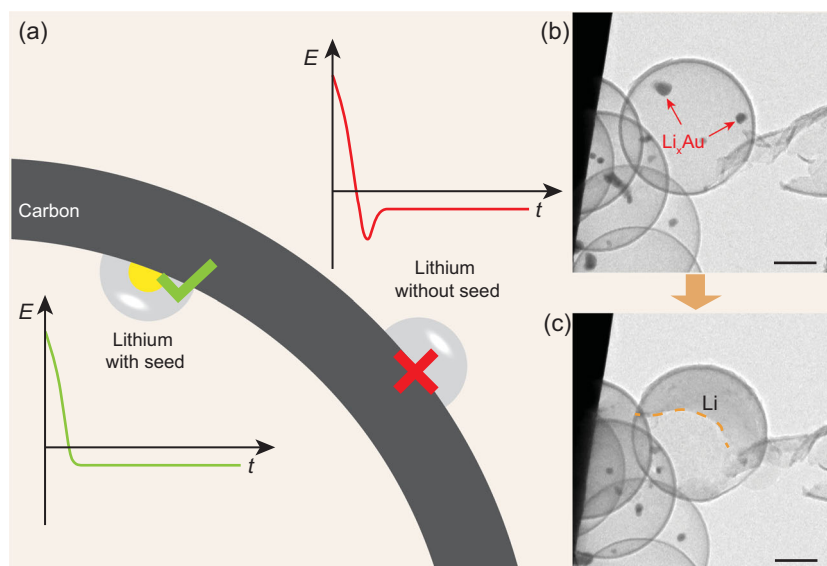 (a)
E
t
Carbon
Lithium
without seed
Lithium
with seed
E
t
(b)
LiₓAu
(c)
Li